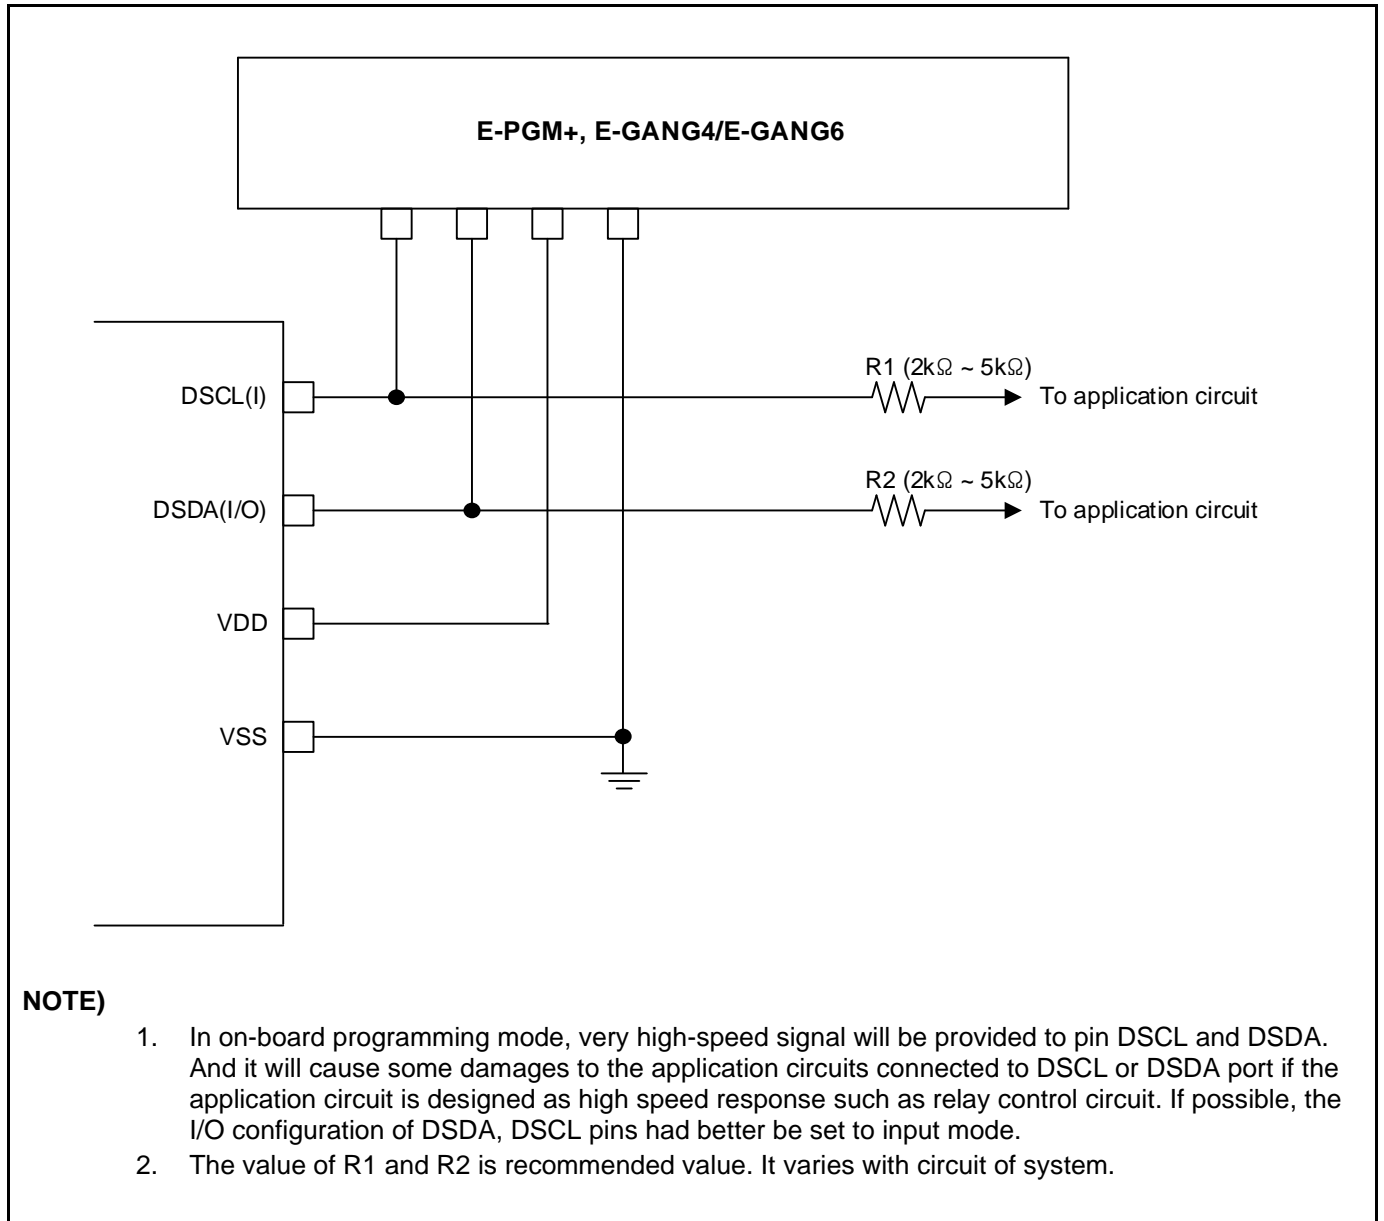 E-PGM+, E-GANG4/E-GANG6
R1 (2kΩ ~ 5kΩ)
DSCL(I)
To application circuit
R2 (2kΩ ~ 5kΩ)
DSDA(I/O)
To application circuit
VDD
VSS
NOTE)
1. In on-board programming mode, very high-speed signal will be provided to pin DSCL and DSDA.
And it will cause some damages to the application circuits connected to DSCL or DSDA port if the
application circuit is designed as high speed response such as relay control circuit. If possible, the
I/O configuration of DSDA, DSCL pins had better be set to input mode.
2. The value of R1 and R2 is recommended value. It varies with circuit of system.